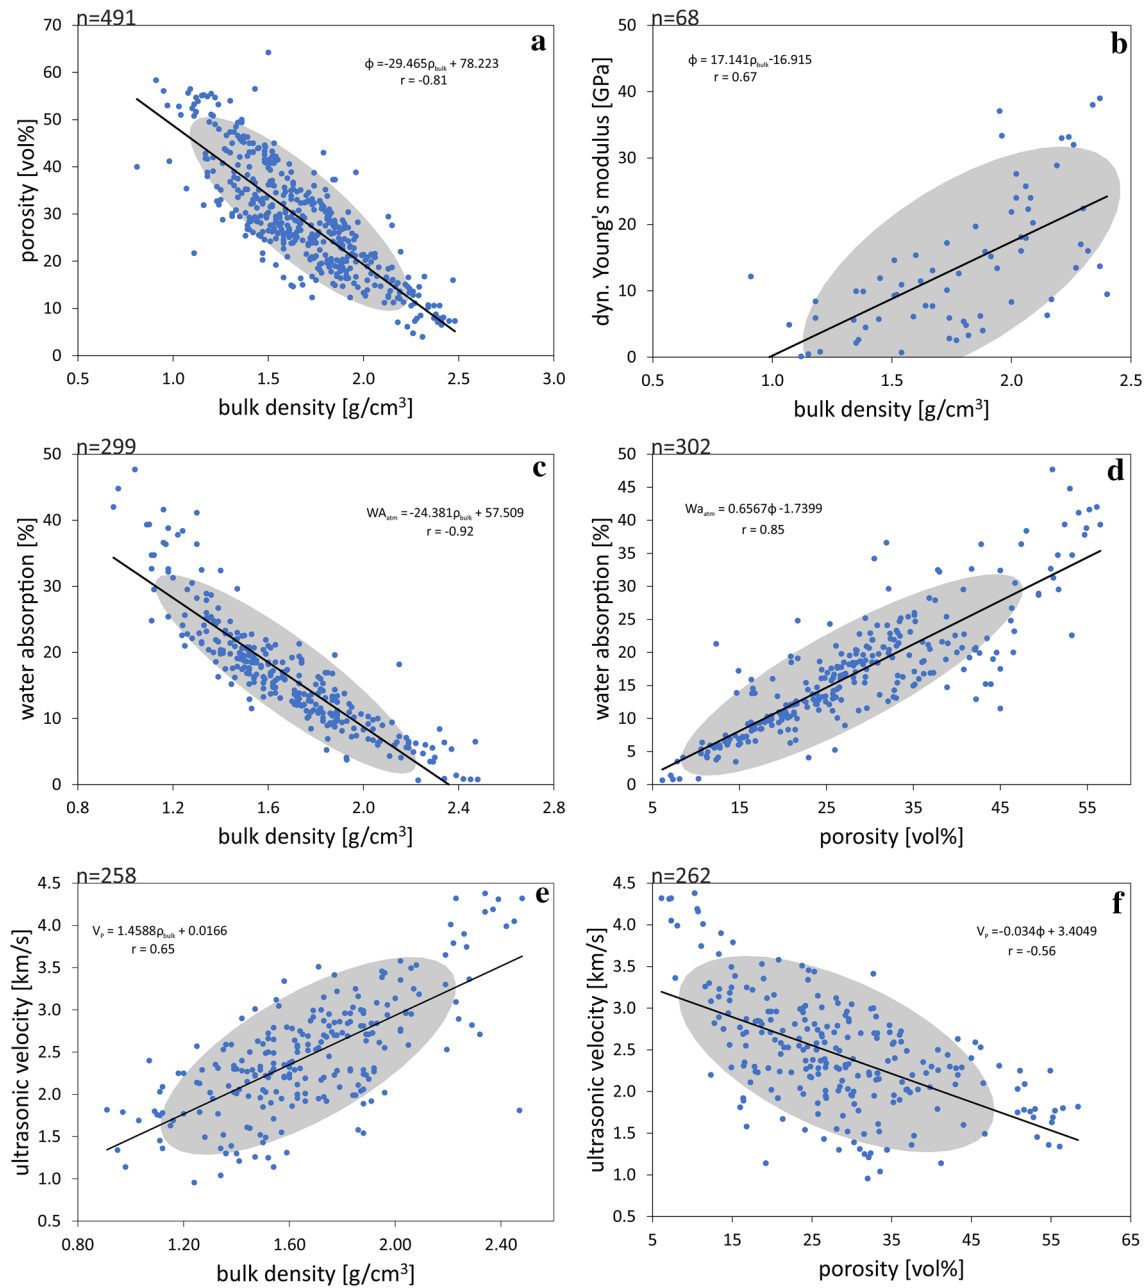 n=491
a
ϕ =-29.465ρbulk + 78.223
r = -0.81
porosity [vol%]
70
60
50
40
30
20
10
0
0.5 1.0 1.5 2.0 2.5 3.0
bulk density [g/cm³]
n=68
b
ϕ = 17.141ρbulk-16.915
r = 0.67
dyn. Young's modulus [GPa]
50
40
30
20
10
0
0.5 1.0 1.5 2.0 2.5
bulk density [g/cm³]
n=299
c
WAatm = -24.381ρbulk + 57.509
r = -0.92
water absorption [%]
50
40
30
20
10
0
0.8 1.2 1.6 2.0 2.4 2.8
bulk density [g/cm³]
n=302
d
Waatm = 0.6567ϕ -1.7399
r = 0.85
water absorption [%]
50
45
40
35
30
25
20
15
10
5
0
5 15 25 35 45 55
porosity [vol%]
n=258
e
VP = 1.4588ρbulk + 0.0166
r = 0.65
ultrasonic velocity [km/s]
4.5
4.0
3.5
3.0
2.5
2.0
1.5
1.0
0.5
0.80 1.20 1.60 2.00 2.40
bulk density [g/cm³]
n=262
f
VP = -0.034ϕ + 3.4049
r = -0.56
ultrasonic velocity [km/s]
4.5
4.0
3.5
3.0
2.5
2.0
1.5
1.0
0.5
5 15 25 35 45 55 65
porosity [vol%]